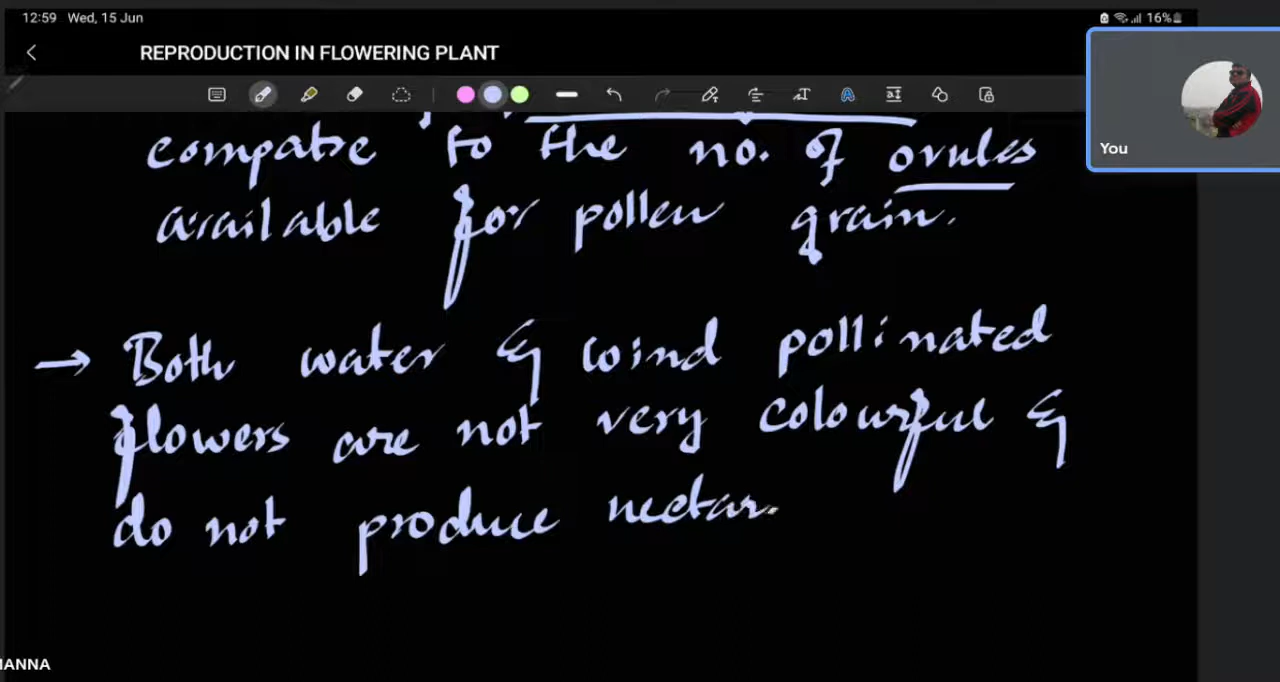 12:59 Wed, 15 Jun
16%
REPRODUCTION IN FLOWERING PLANT
You
compare to the no. of ovules
available for pollen grain.
→ Both water & wind pollinated
flowers are not very colourful &
do not produce nectar.
MANNA